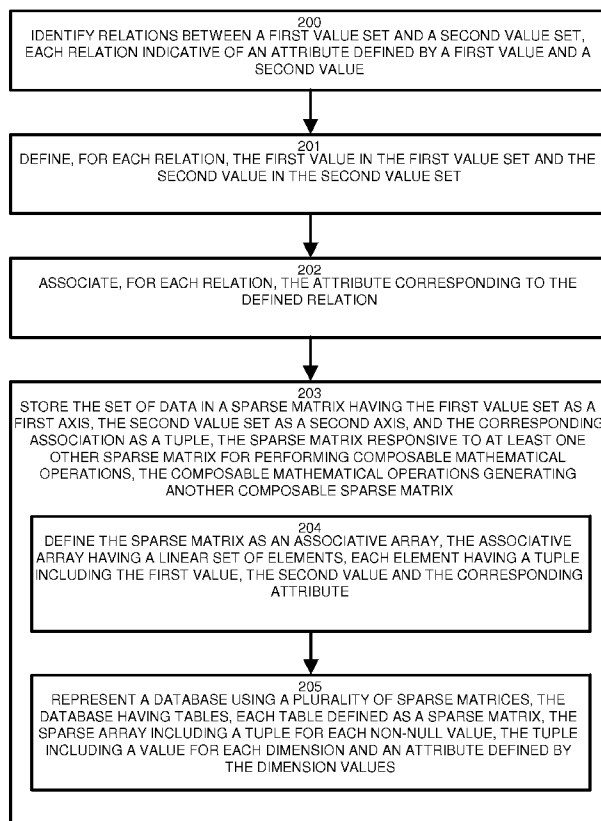 200
IDENTIFY RELATIONS BETWEEN A FIRST VALUE SET AND A SECOND VALUE SET,
EACH RELATION INDICATIVE OF AN ATTRIBUTE DEFINED BY A FIRST VALUE AND A
SECOND VALUE
201
DEFINE, FOR EACH RELATION, THE FIRST VALUE IN THE FIRST VALUE SET AND THE
SECOND VALUE IN THE SECOND VALUE SET
202
ASSOCIATE, FOR EACH RELATION, THE ATTRIBUTE CORRESPONDING TO THE
DEFINED RELATION
203
STORE THE SET OF DATA IN A SPARSE MATRIX HAVING THE FIRST VALUE SET AS A
FIRST AXIS, THE SECOND VALUE SET AS A SECOND AXIS, AND THE CORRESPONDING
ASSOCIATION AS A TUPLE, THE SPARSE MATRIX RESPONSIVE TO AT LEAST ONE
OTHER SPARSE MATRIX FOR PERFORMING COMPOSABLE MATHEMATICAL
OPERATIONS, THE COMPOSABLE MATHEMATICAL OPERATIONS GENERATING
ANOTHER COMPOSABLE SPARSE MATRIX
204
DEFINE THE SPARSE MATRIX AS AN ASSOCIATIVE ARRAY, THE ASSOCIATIVE
ARRAY HAVING A LINEAR SET OF ELEMENTS, EACH ELEMENT HAVING A TUPLE
INCLUDING THE FIRST VALUE, THE SECOND VALUE AND THE CORRESPONDING
ATTRIBUTE
205
REPRESENT A DATABASE USING A PLURALITY OF SPARSE MATRICES, THE
DATABASE HAVING TABLES, EACH TABLE DEFINED AS A SPARSE MATRIX, THE
SPARSE ARRAY INCLUDING A TUPLE FOR EACH NON-NULL VALUE, THE TUPLE
INCLUDING A VALUE FOR EACH DIMENSION AND AN ATTRIBUTE DEFINED BY
THE DIMENSION VALUES